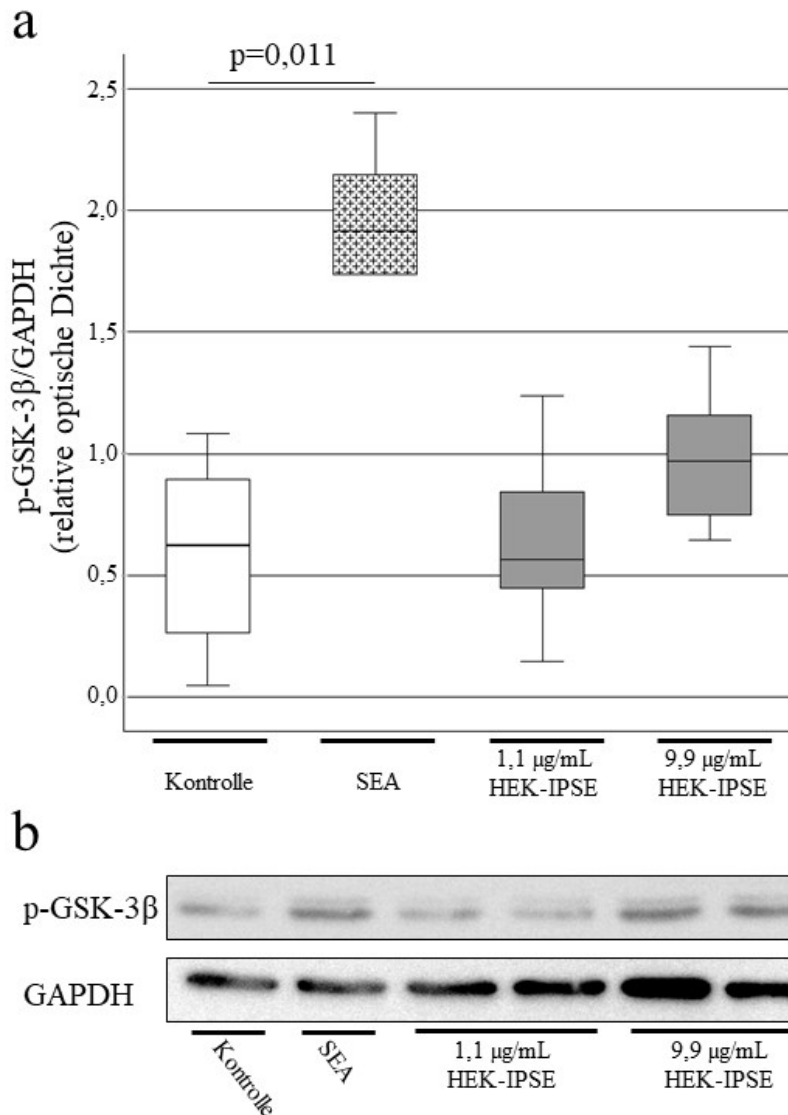 a
p=0,011
p-GSK-3β/GAPDH
(relative optische Dichte)
2,5
2,0
1,5
1,0
0,5
0,0
Kontrolle
SEA
1,1 µg/mL
HEK-IPSE
9,9 µg/mL
HEK-IPSE
b
p-GSK-3β
GAPDH
Kontrolle
SEA
1,1 µg/mL
HEK-IPSE
9,9 µg/mL
HEK-IPSE